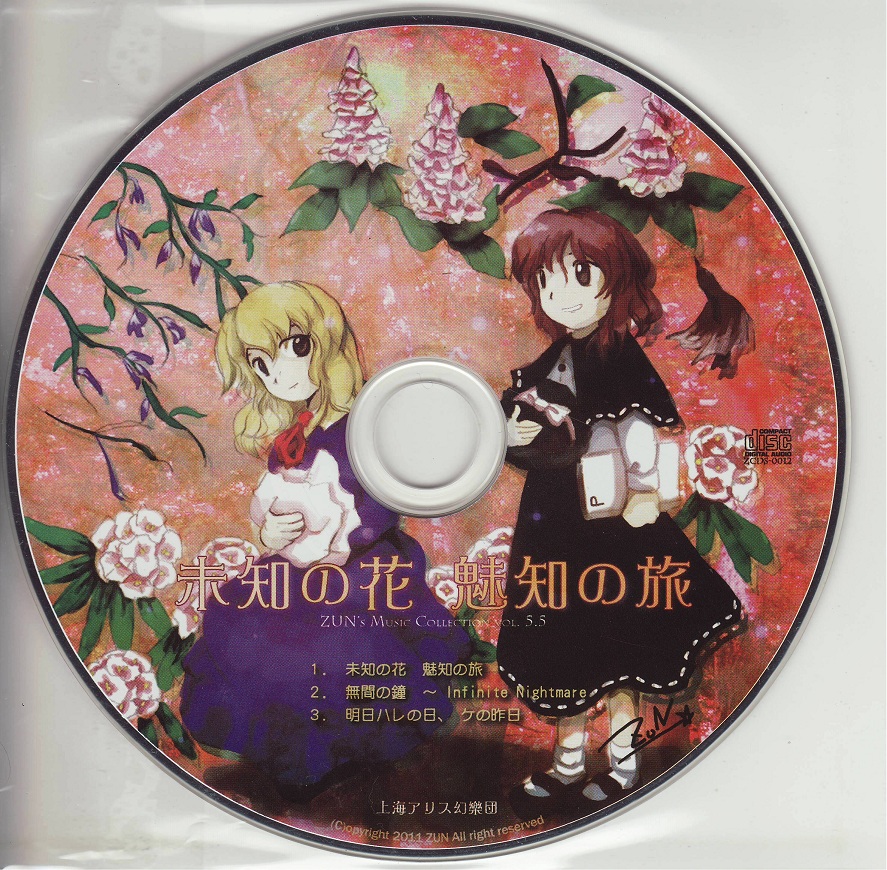 COMPACT
disc
DIGITAL AUDIO
ZCDS-0012
P
未知の花 魅知の旅
ZUN's Music Collection vol. 5.5
1. 未知の花 魅知の旅
2. 無間の鐘 ～ Infinite Nightmare
3. 明日ハレの日、ケの昨日
ZUN
上海アリス幻樂団
(C)opyright 2011 ZUN All right reserved